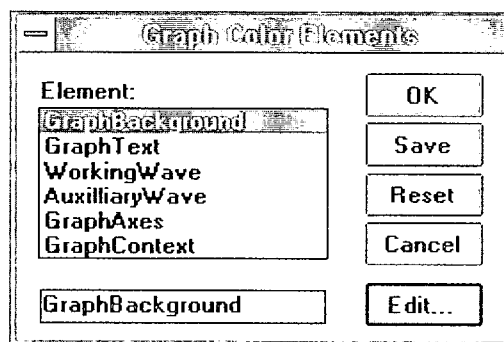 Graph Color Elements
Element:
GraphBackground
GraphText
WorkingWave
AuxilliaryWave
GraphAxes
GraphContext
GraphBackground
OK
Save
Reset
Cancel
Edit...